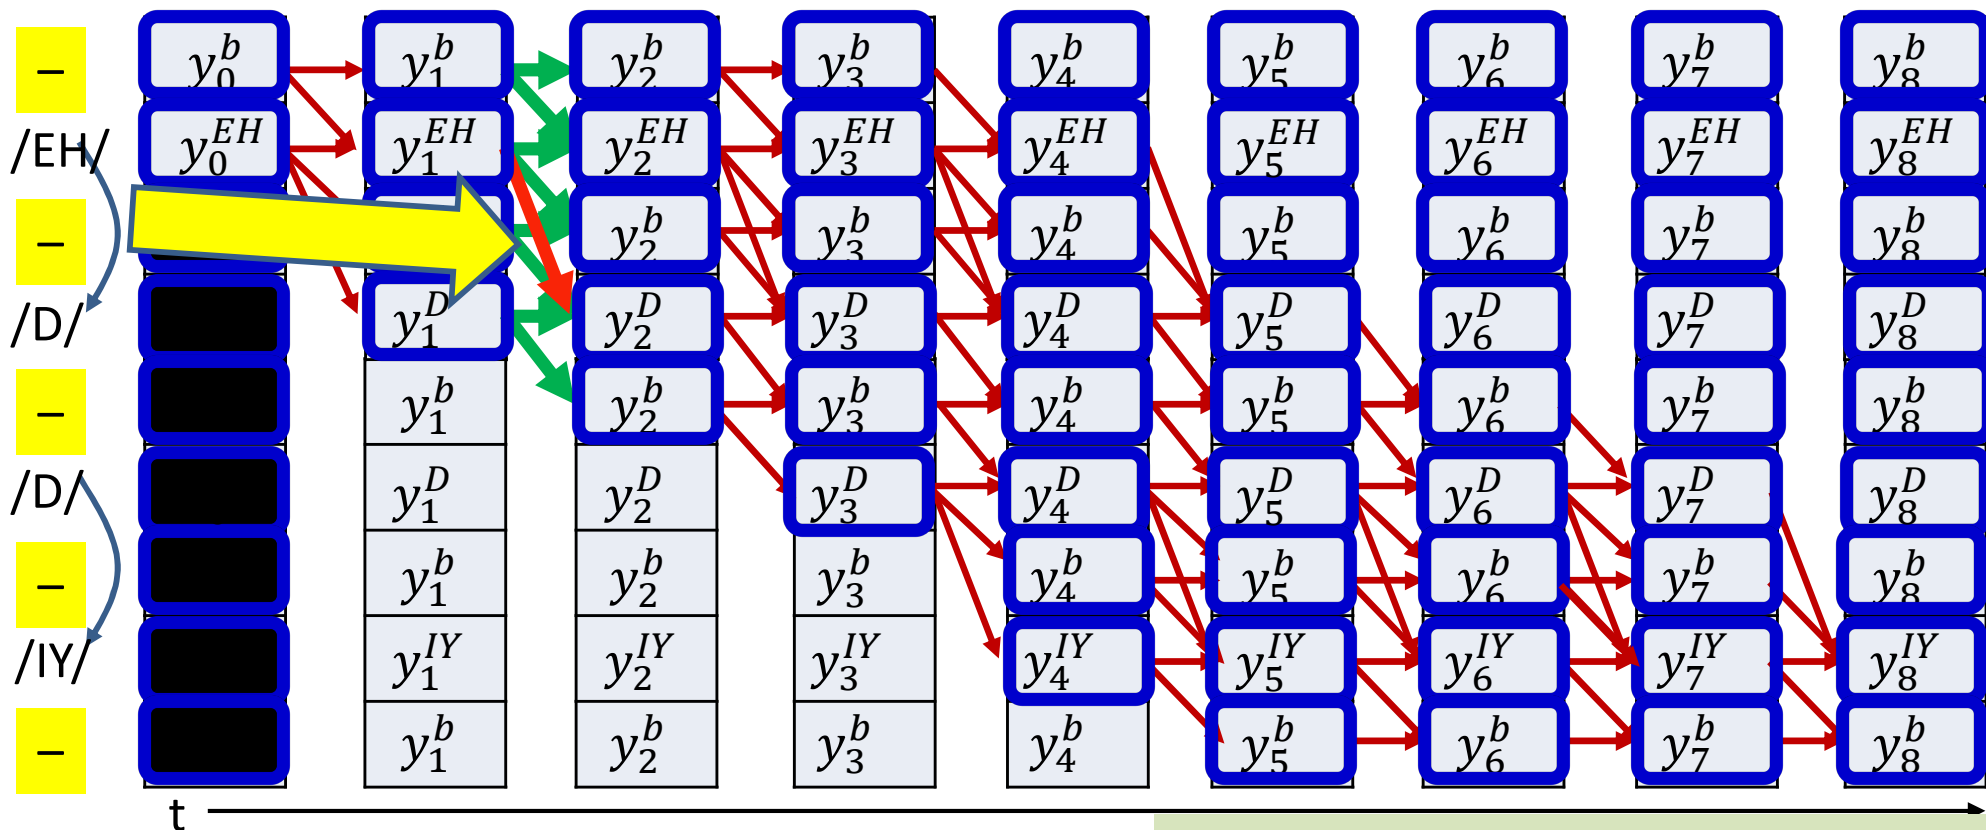 – y_0^b y_1^b y_2^b y_3^b y_4^b y_5^b y_6^b y_7^b y_8^b
/EH/ y_0^{EH} y_1^{EH} y_2^{EH} y_3^{EH} y_4^{EH} y_5^{EH} y_6^{EH} y_7^{EH} y_8^{EH}
– y_2^b y_3^b y_4^b y_5^b y_6^b y_7^b y_8^b
/D/ y_1^D y_2^D y_3^D y_4^D y_5^D y_6^D y_7^D y_8^D
– y_1^b y_2^b y_3^b y_4^b y_5^b y_6^b y_7^b y_8^b
/D/ y_1^D y_2^D y_3^D y_4^D y_5^D y_6^D y_7^D y_8^D
– y_1^b y_2^b y_3^b y_4^b y_5^b y_6^b y_7^b y_8^b
/IY/ y_1^{IY} y_2^{IY} y_3^{IY} y_4^{IY} y_5^{IY} y_6^{IY} y_7^{IY} y_8^{IY}
– y_1^b y_2^b y_3^b y_4^b y_5^b y_6^b y_7^b y_8^b
t